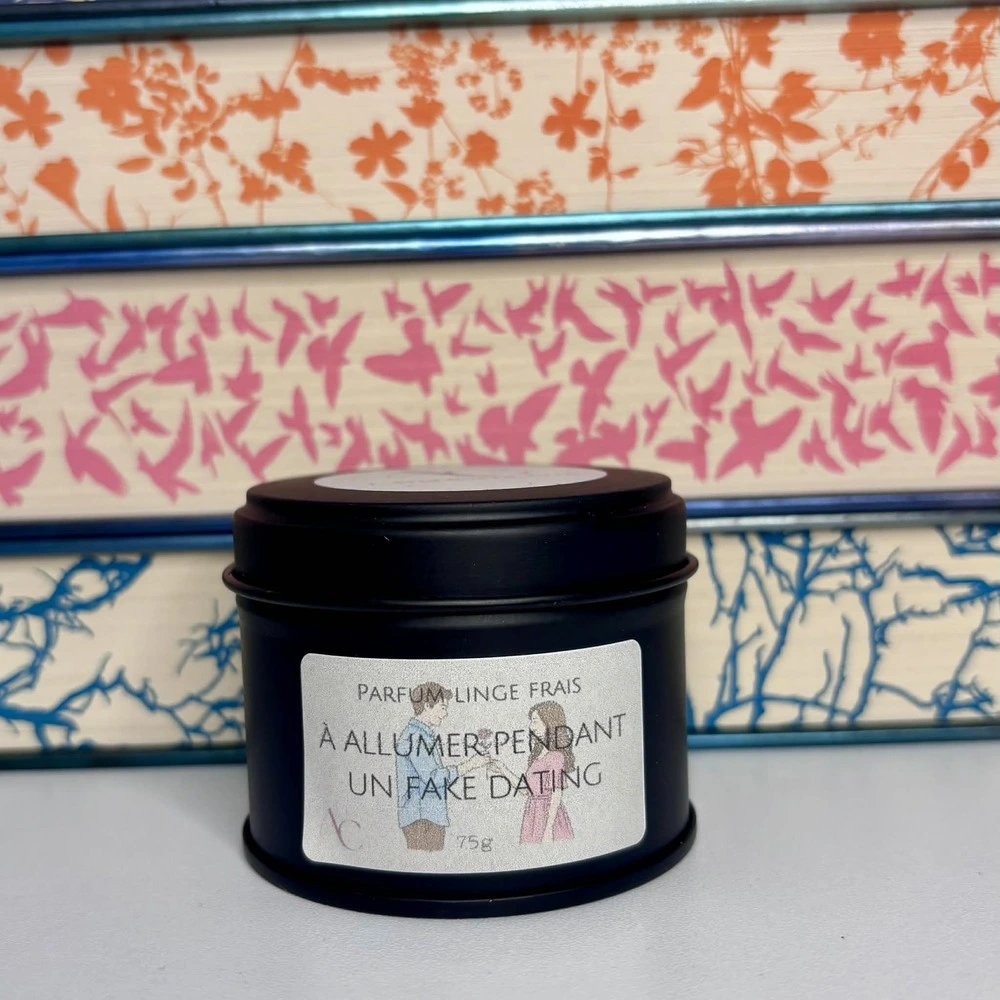 PARFUM LINGE FRAIS
À ALLUMER PENDANT
UN FAKE DATING
AC
75g